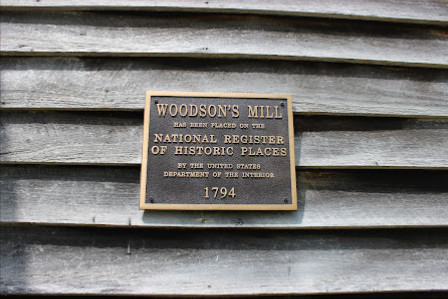 WOODSON'S MILL
HAS BEEN PLACED ON THE
NATIONAL REGISTER
OF HISTORIC PLACES
BY THE UNITED STATES
DEPARTMENT OF THE INTERIOR
1794